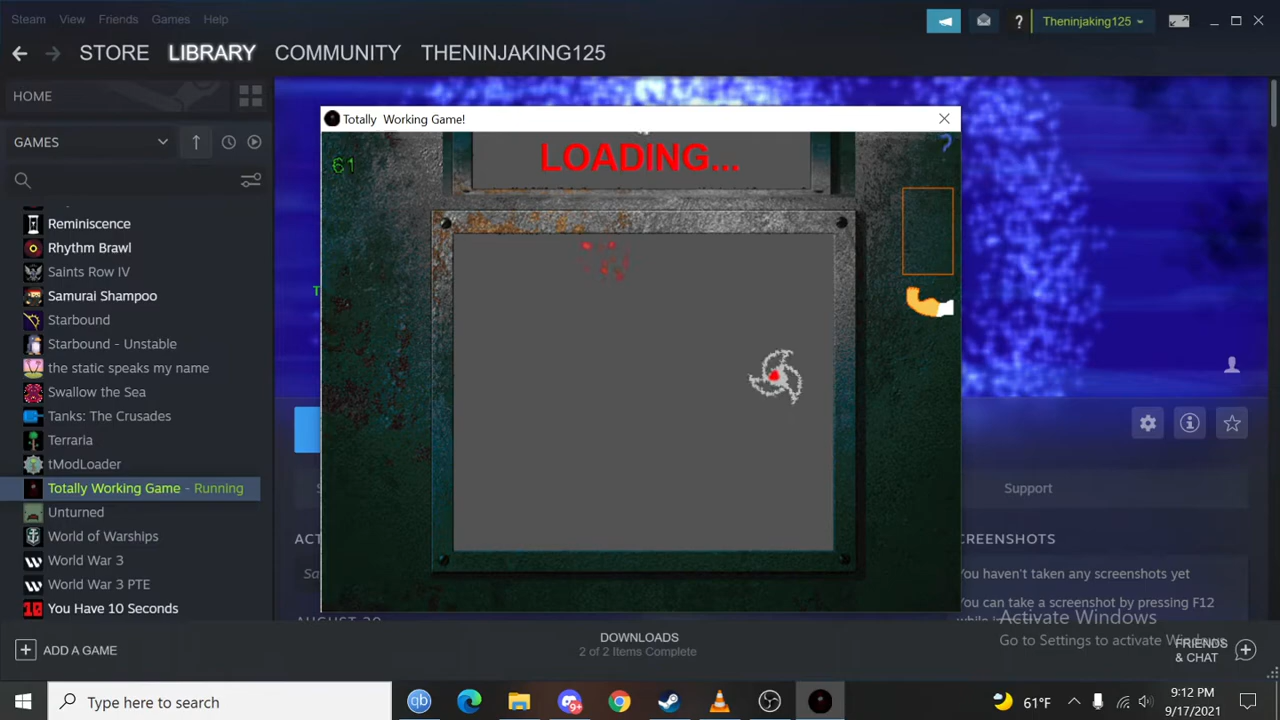 Steam View Friends Games Help
? Theninjaking125
STORE LIBRARY COMMUNITY THENINJAKING125
HOME
GAMES
Reminiscence
Rhythm Brawl
Saints Row IV
Samurai Shampoo
Starbound
Starbound - Unstable
the static speaks my name
Swallow the Sea
Tanks: The Crusades
Terraria
tModLoader
Totally Working Game - Running
Unturned
World of Warships
World War 3
World War 3 PTE
10 You Have 10 Seconds
Totally Working Game!
LOADING...
61
?
Support
You haven't taken any screenshots yet
You can take a screenshot by pressing F12
Activate Windows
Go to Settings to activate Windows.
ADD A GAME
DOWNLOADS
2 of 2 Items Complete
FRIENDS
& CHAT
Type here to search
qb
9+
61°F
9:12 PM
9/17/2021